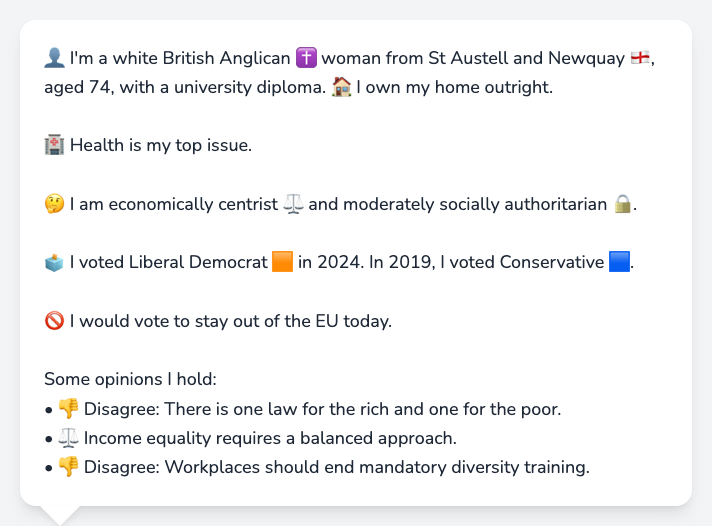 👤 I'm a white British Anglican ✝️ woman from St Austell and Newquay 🏴󠁧󠁢󠁥󠁮󠁧󠁿,
aged 74, with a university diploma. 🏠 I own my home outright.
🏥 Health is my top issue.
🤔 I am economically centrist ⚖️ and moderately socially authoritarian 🔒.
🗳️ I voted Liberal Democrat 🟧 in 2024. In 2019, I voted Conservative 🟦.
🚫 I would vote to stay out of the EU today.
Some opinions I hold:
• 👎 Disagree: There is one law for the rich and one for the poor.
• ⚖️ Income equality requires a balanced approach.
• 👎 Disagree: Workplaces should end mandatory diversity training.